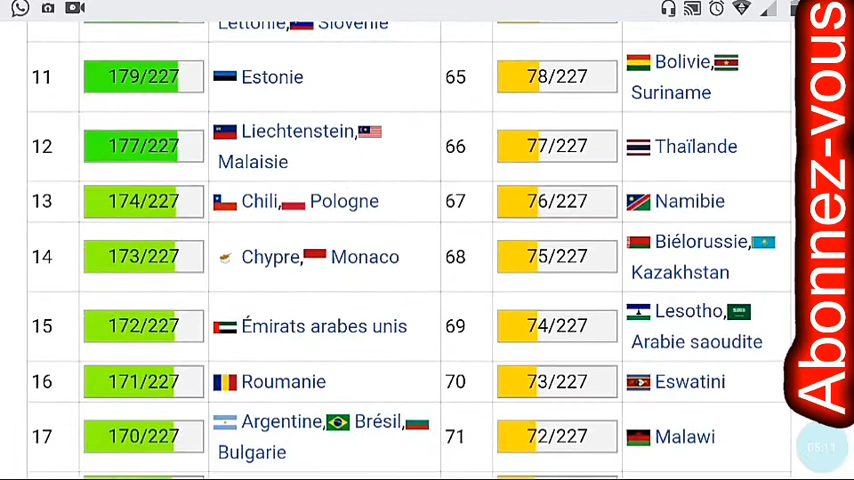 Lettonie, Slovénie
11 179/227 Estonie 65 78/227 Bolivie,
Suriname
12 177/227 Liechtenstein, 66 77/227 Thaïlande
Malaisie
13 174/227 Chili, Pologne 67 76/227 Namibie
14 173/227 Chypre, Monaco 68 75/227 Biélorussie,
Kazakhstan
15 172/227 Émirats arabes unis 69 74/227 Lesotho,
Arabie saoudite
16 171/227 Roumanie 70 73/227 Eswatini
17 170/227 Argentine, Brésil, 71 72/227 Malawi
Bulgarie
Abonnez-vous
05:11